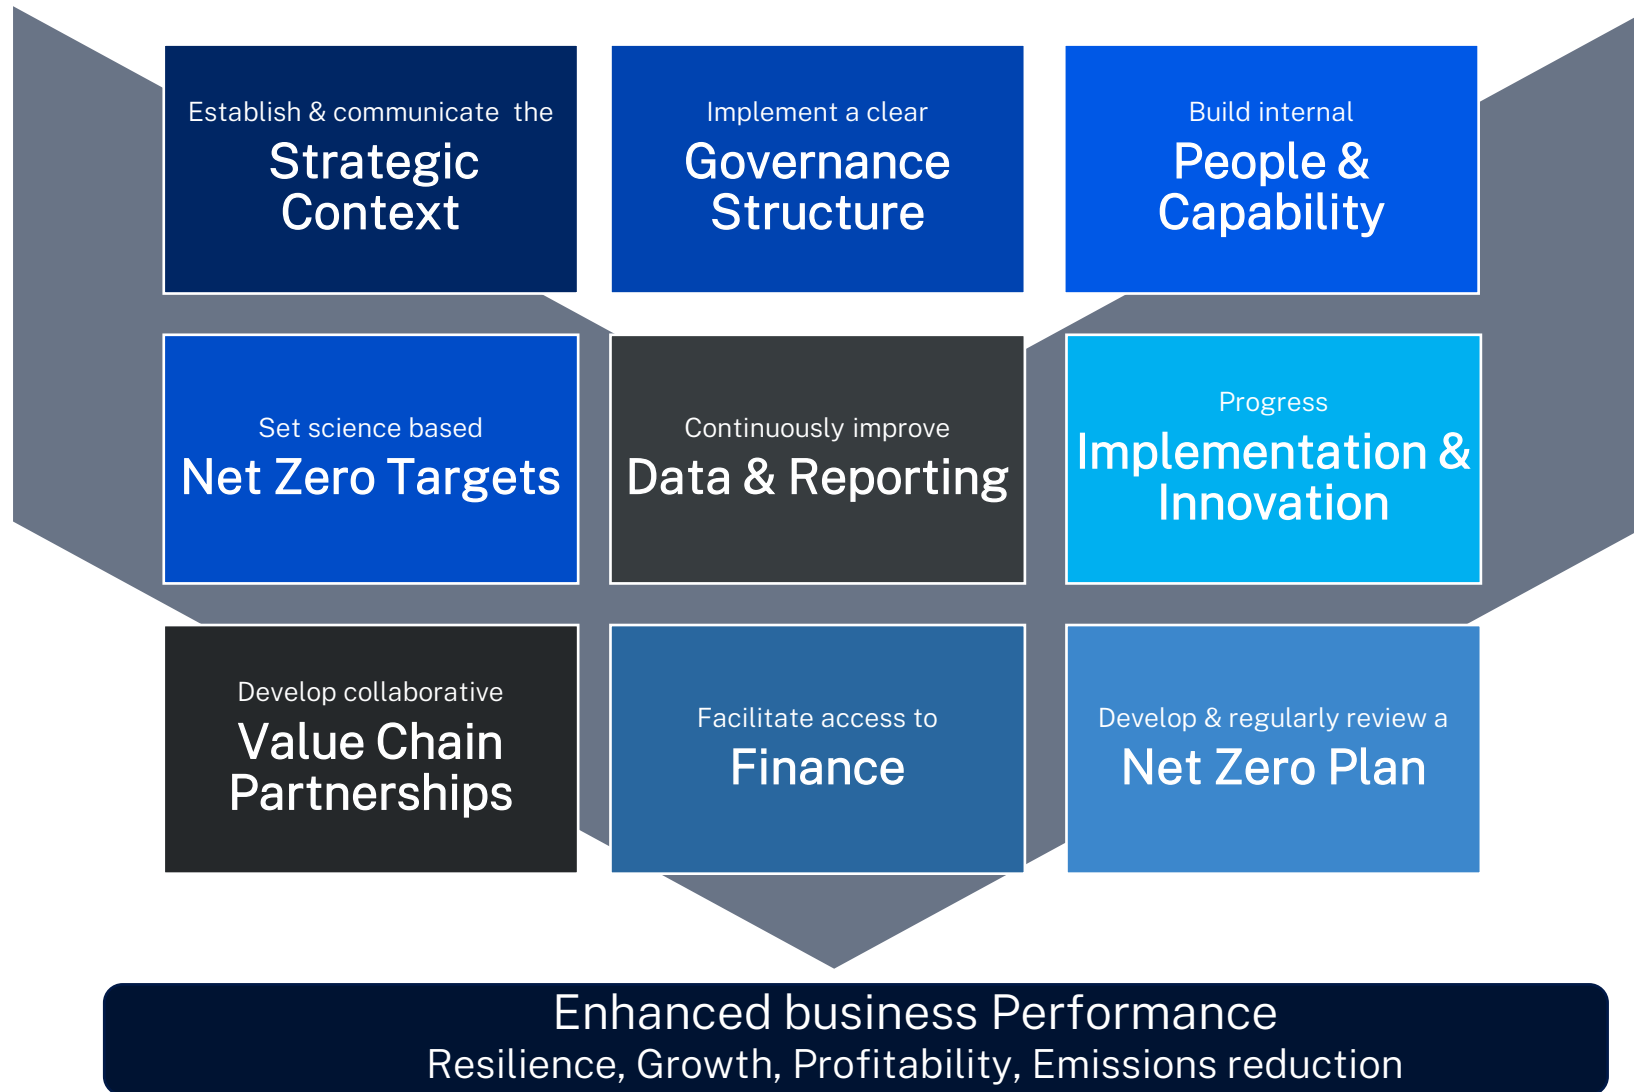 Establish & communicate  the
Strategic
Context
Implement a clear
Governance
Structure
Build internal
People &
Capability
Set science based
Net Zero Targets
Continuously improve
Data & Reporting
Progress
Implementation &
Innovation
Develop collaborative
Value Chain
Partnerships
Facilitate access to
Finance
Develop & regularly review a
Net Zero Plan
Enhanced business Performance
Resilience, Growth, Profitability, Emissions reduction